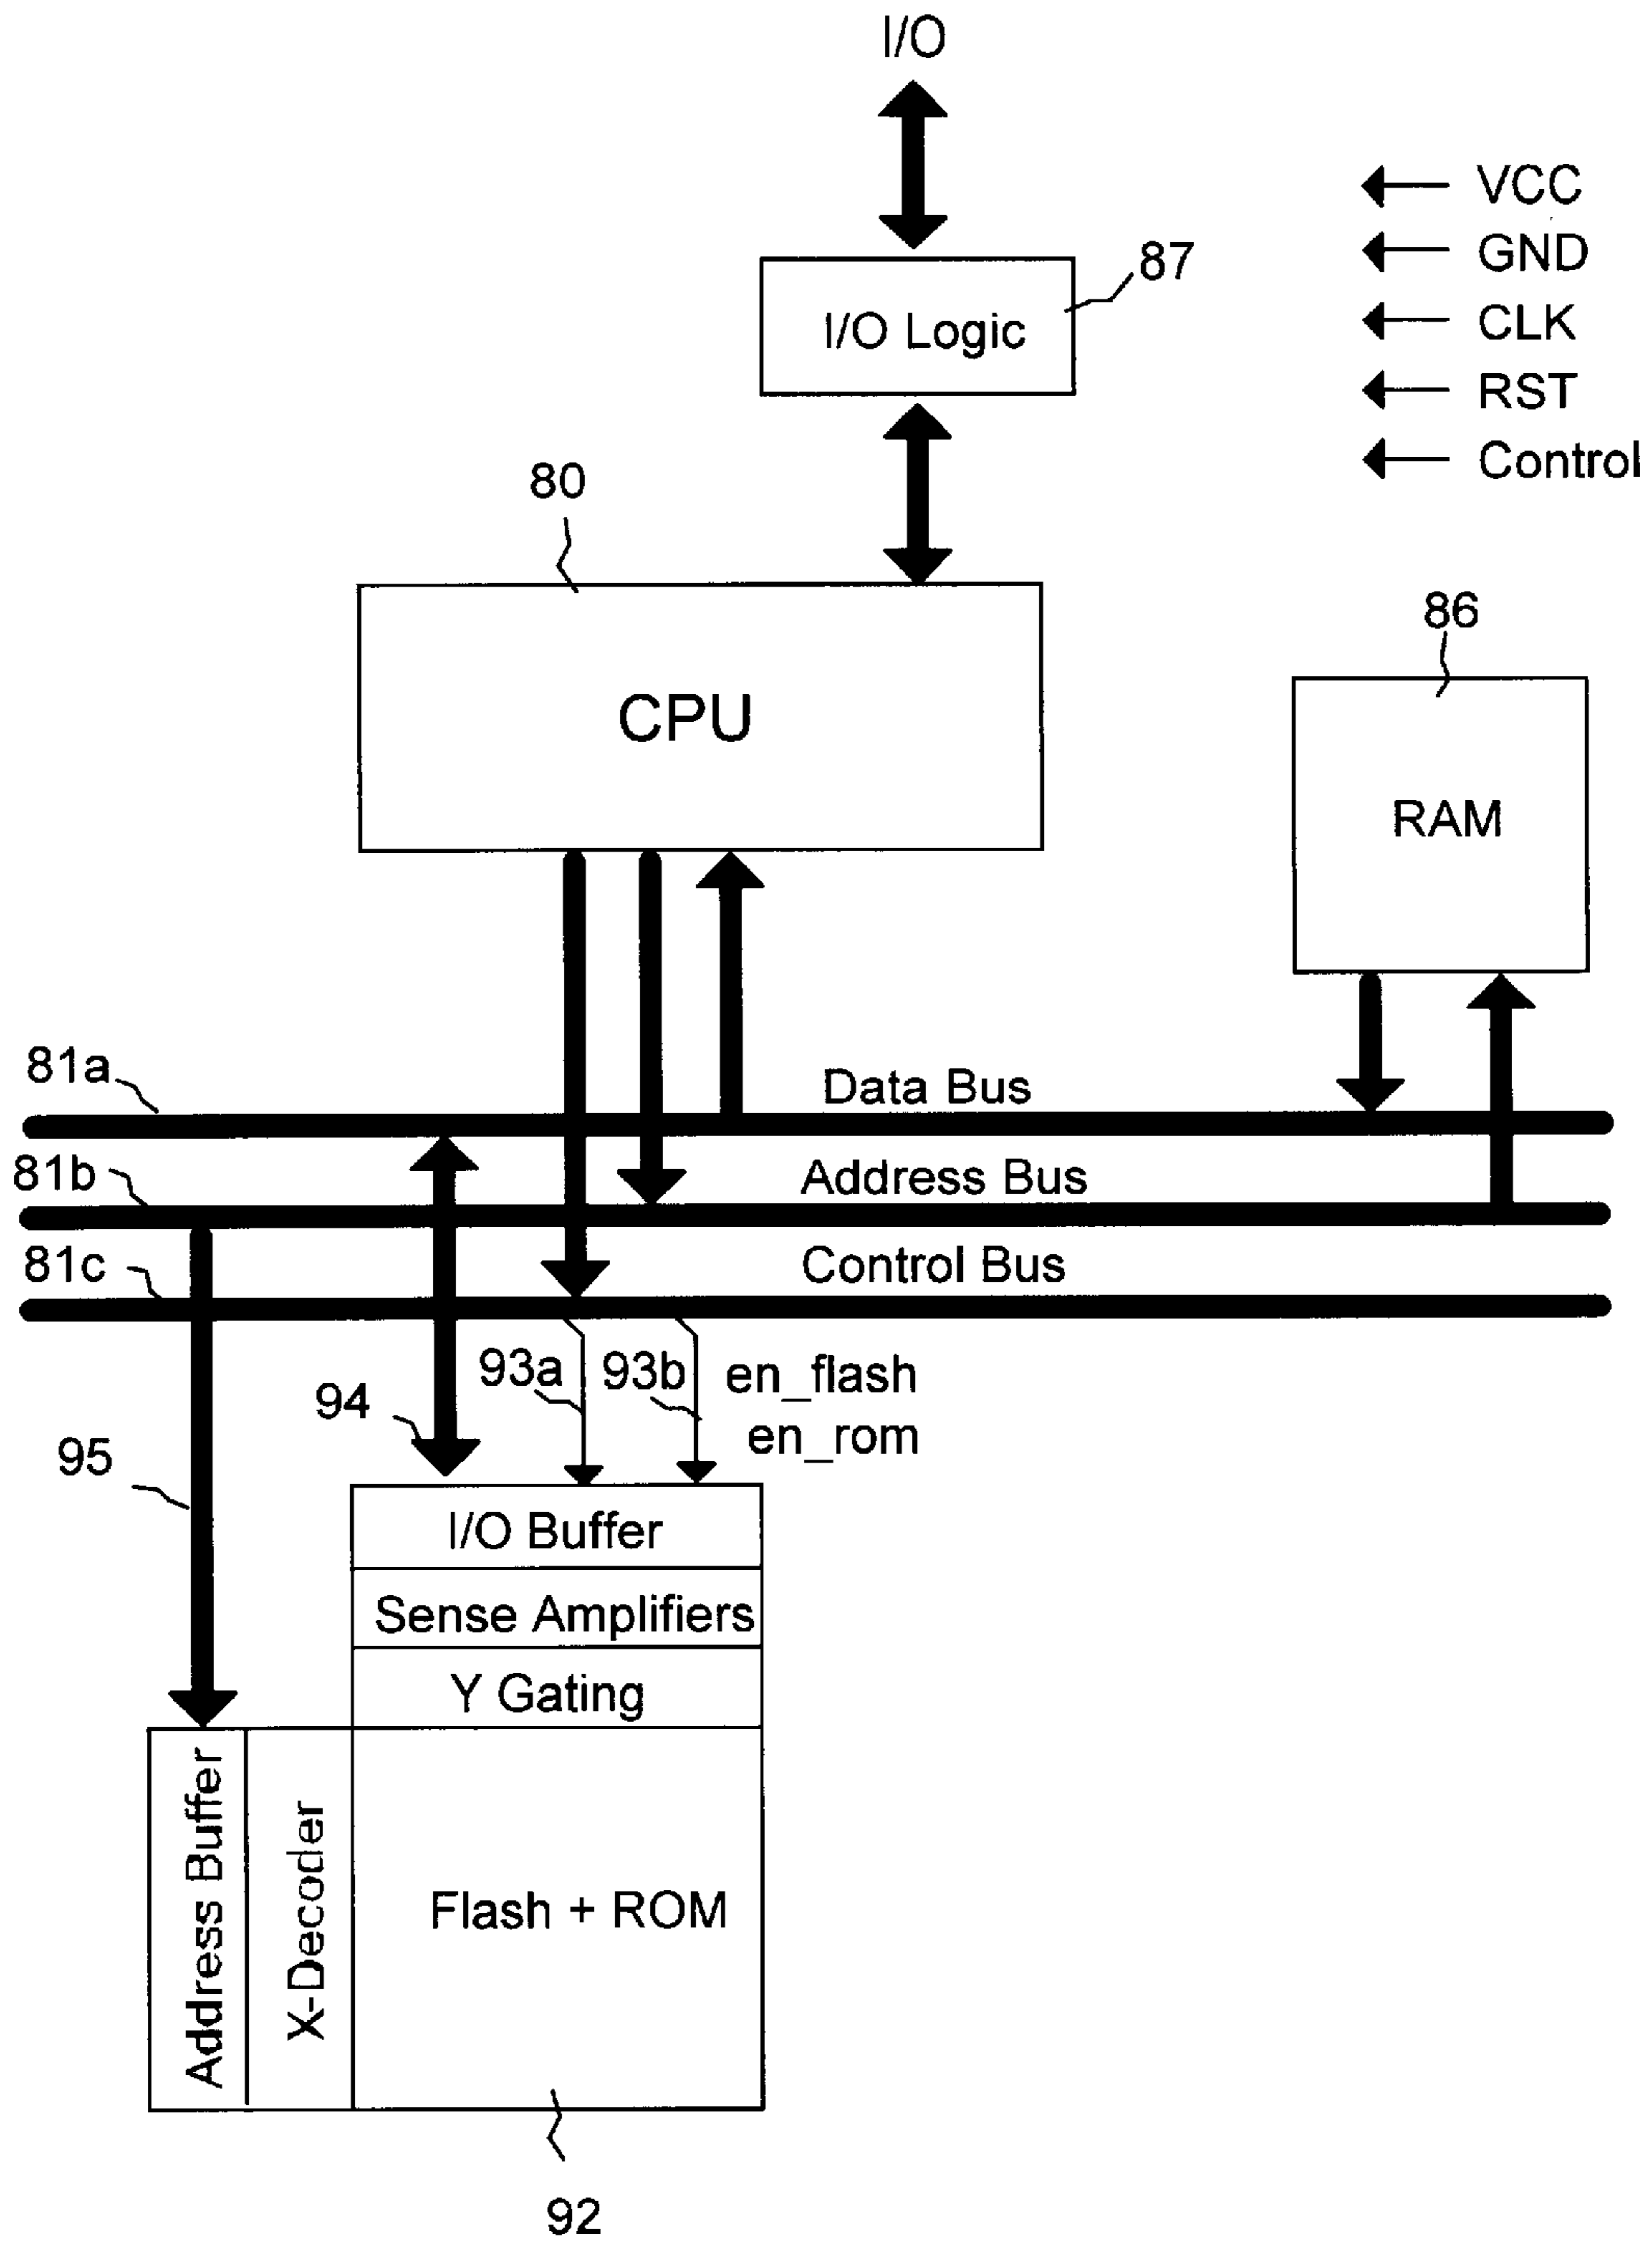 I/O
VCC
GND
CLK
RST
Control
87
I/O Logic
80
CPU
86
RAM
81a
Data Bus
81b
Address Bus
81c
Control Bus
93a
93b
en_flash
en_rom
94
95
I/O Buffer
Sense Amplifiers
Y Gating
Address Buffer
X-Decoder
Flash + ROM
92